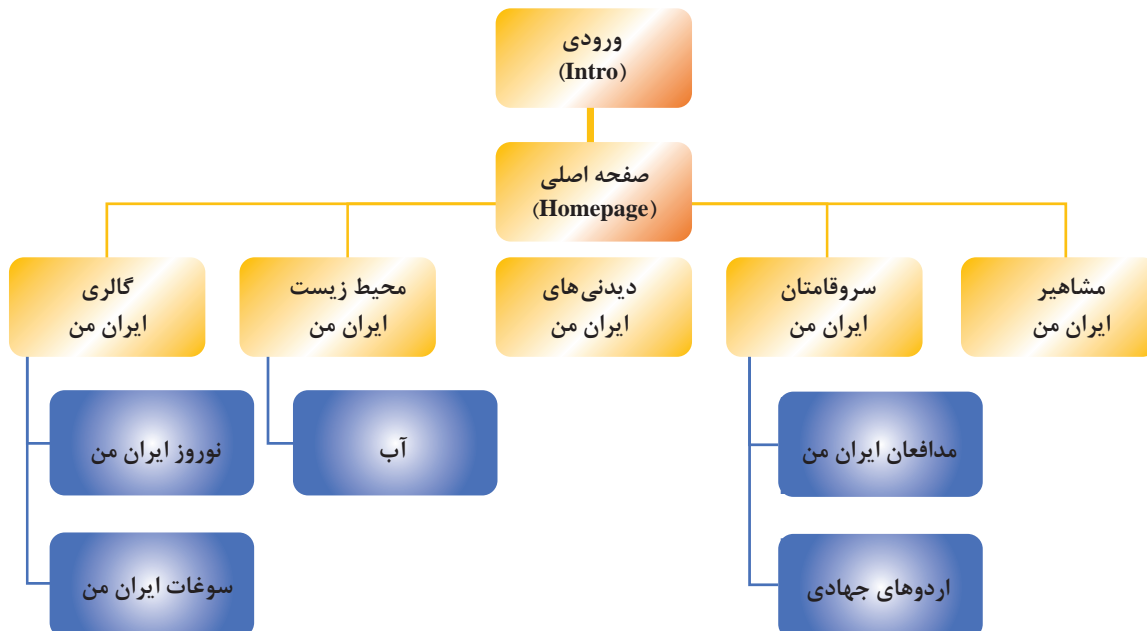 ورودی
(Intro)
صفحه اصلی
(Homepage)
مشاهیر
ایران من
سروقامتان
ایران من
دیدنی‌های
ایران من
محیط زیست
ایران من
گالری
ایران من
مدافعان ایران من
آب
نوروز ایران من
اردوهای جهادی
سوغات ایران من